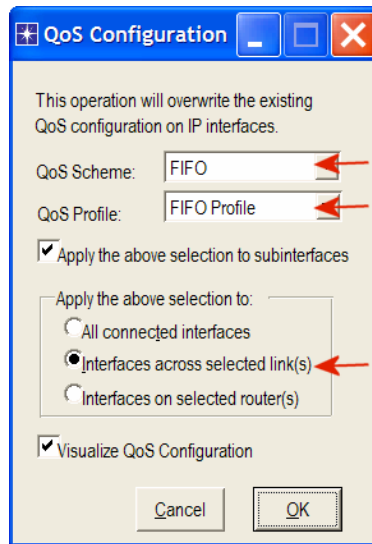 QoS Configuration
This operation will overwrite the existing
QoS configuration on IP interfaces.
QoS Scheme: FIFO
QoS Profile: FIFO Profile
Apply the above selection to subinterfaces
Apply the above selection to:
All connected interfaces
Interfaces across selected link(s)
Interfaces on selected router(s)
Visualize QoS Configuration
Cancel OK